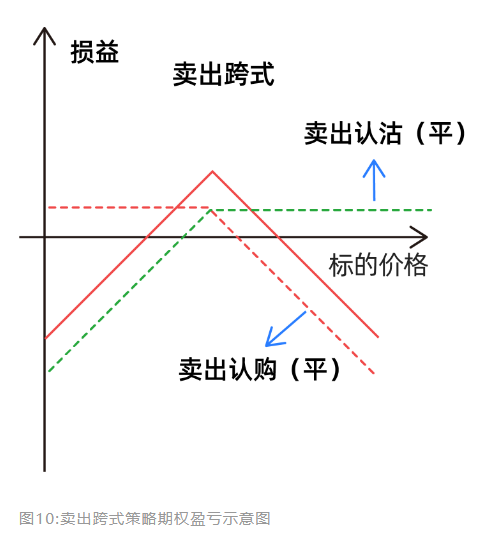 损益
卖出跨式
卖出认沽（平）
标的价格
卖出认购（平）
图10:卖出跨式策略期权盈亏示意图